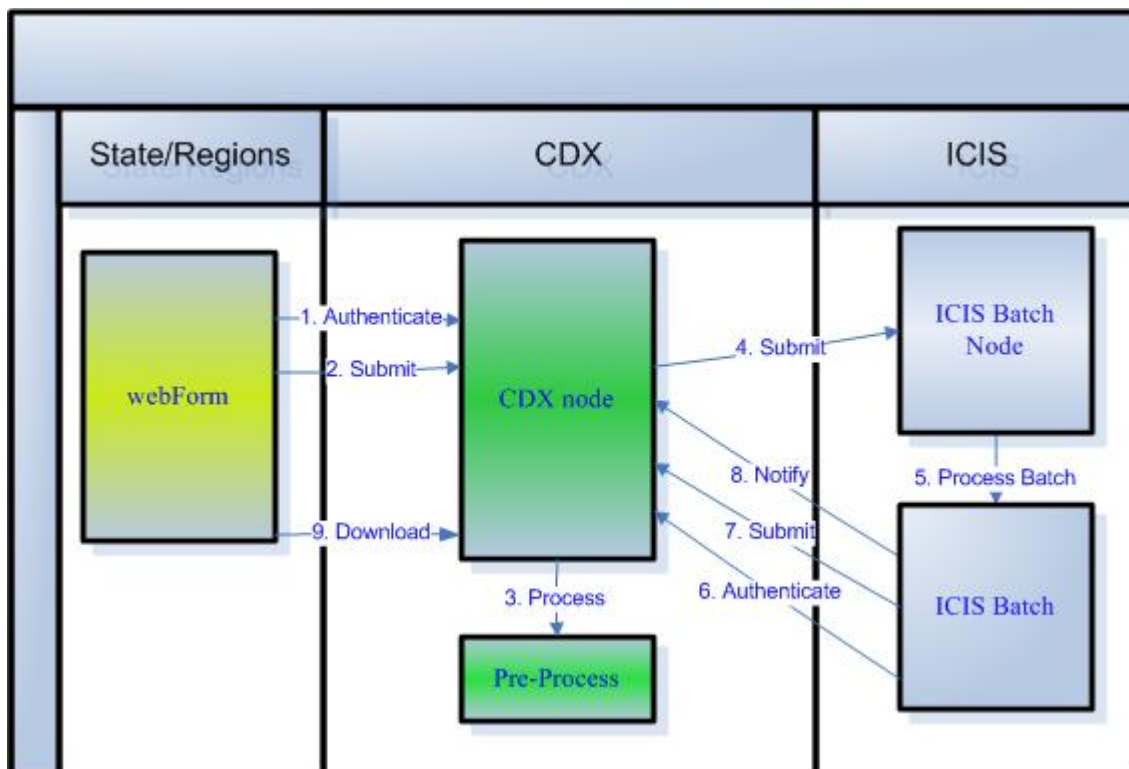 State/Regions
CDX
ICIS
webForm
1. Authenticate
2. Submit
9. Download
CDX node
3. Process
Pre-Process
4. Submit
8. Notify
7. Submit
6. Authenticate
ICIS Batch
Node
5. Process Batch
ICIS Batch